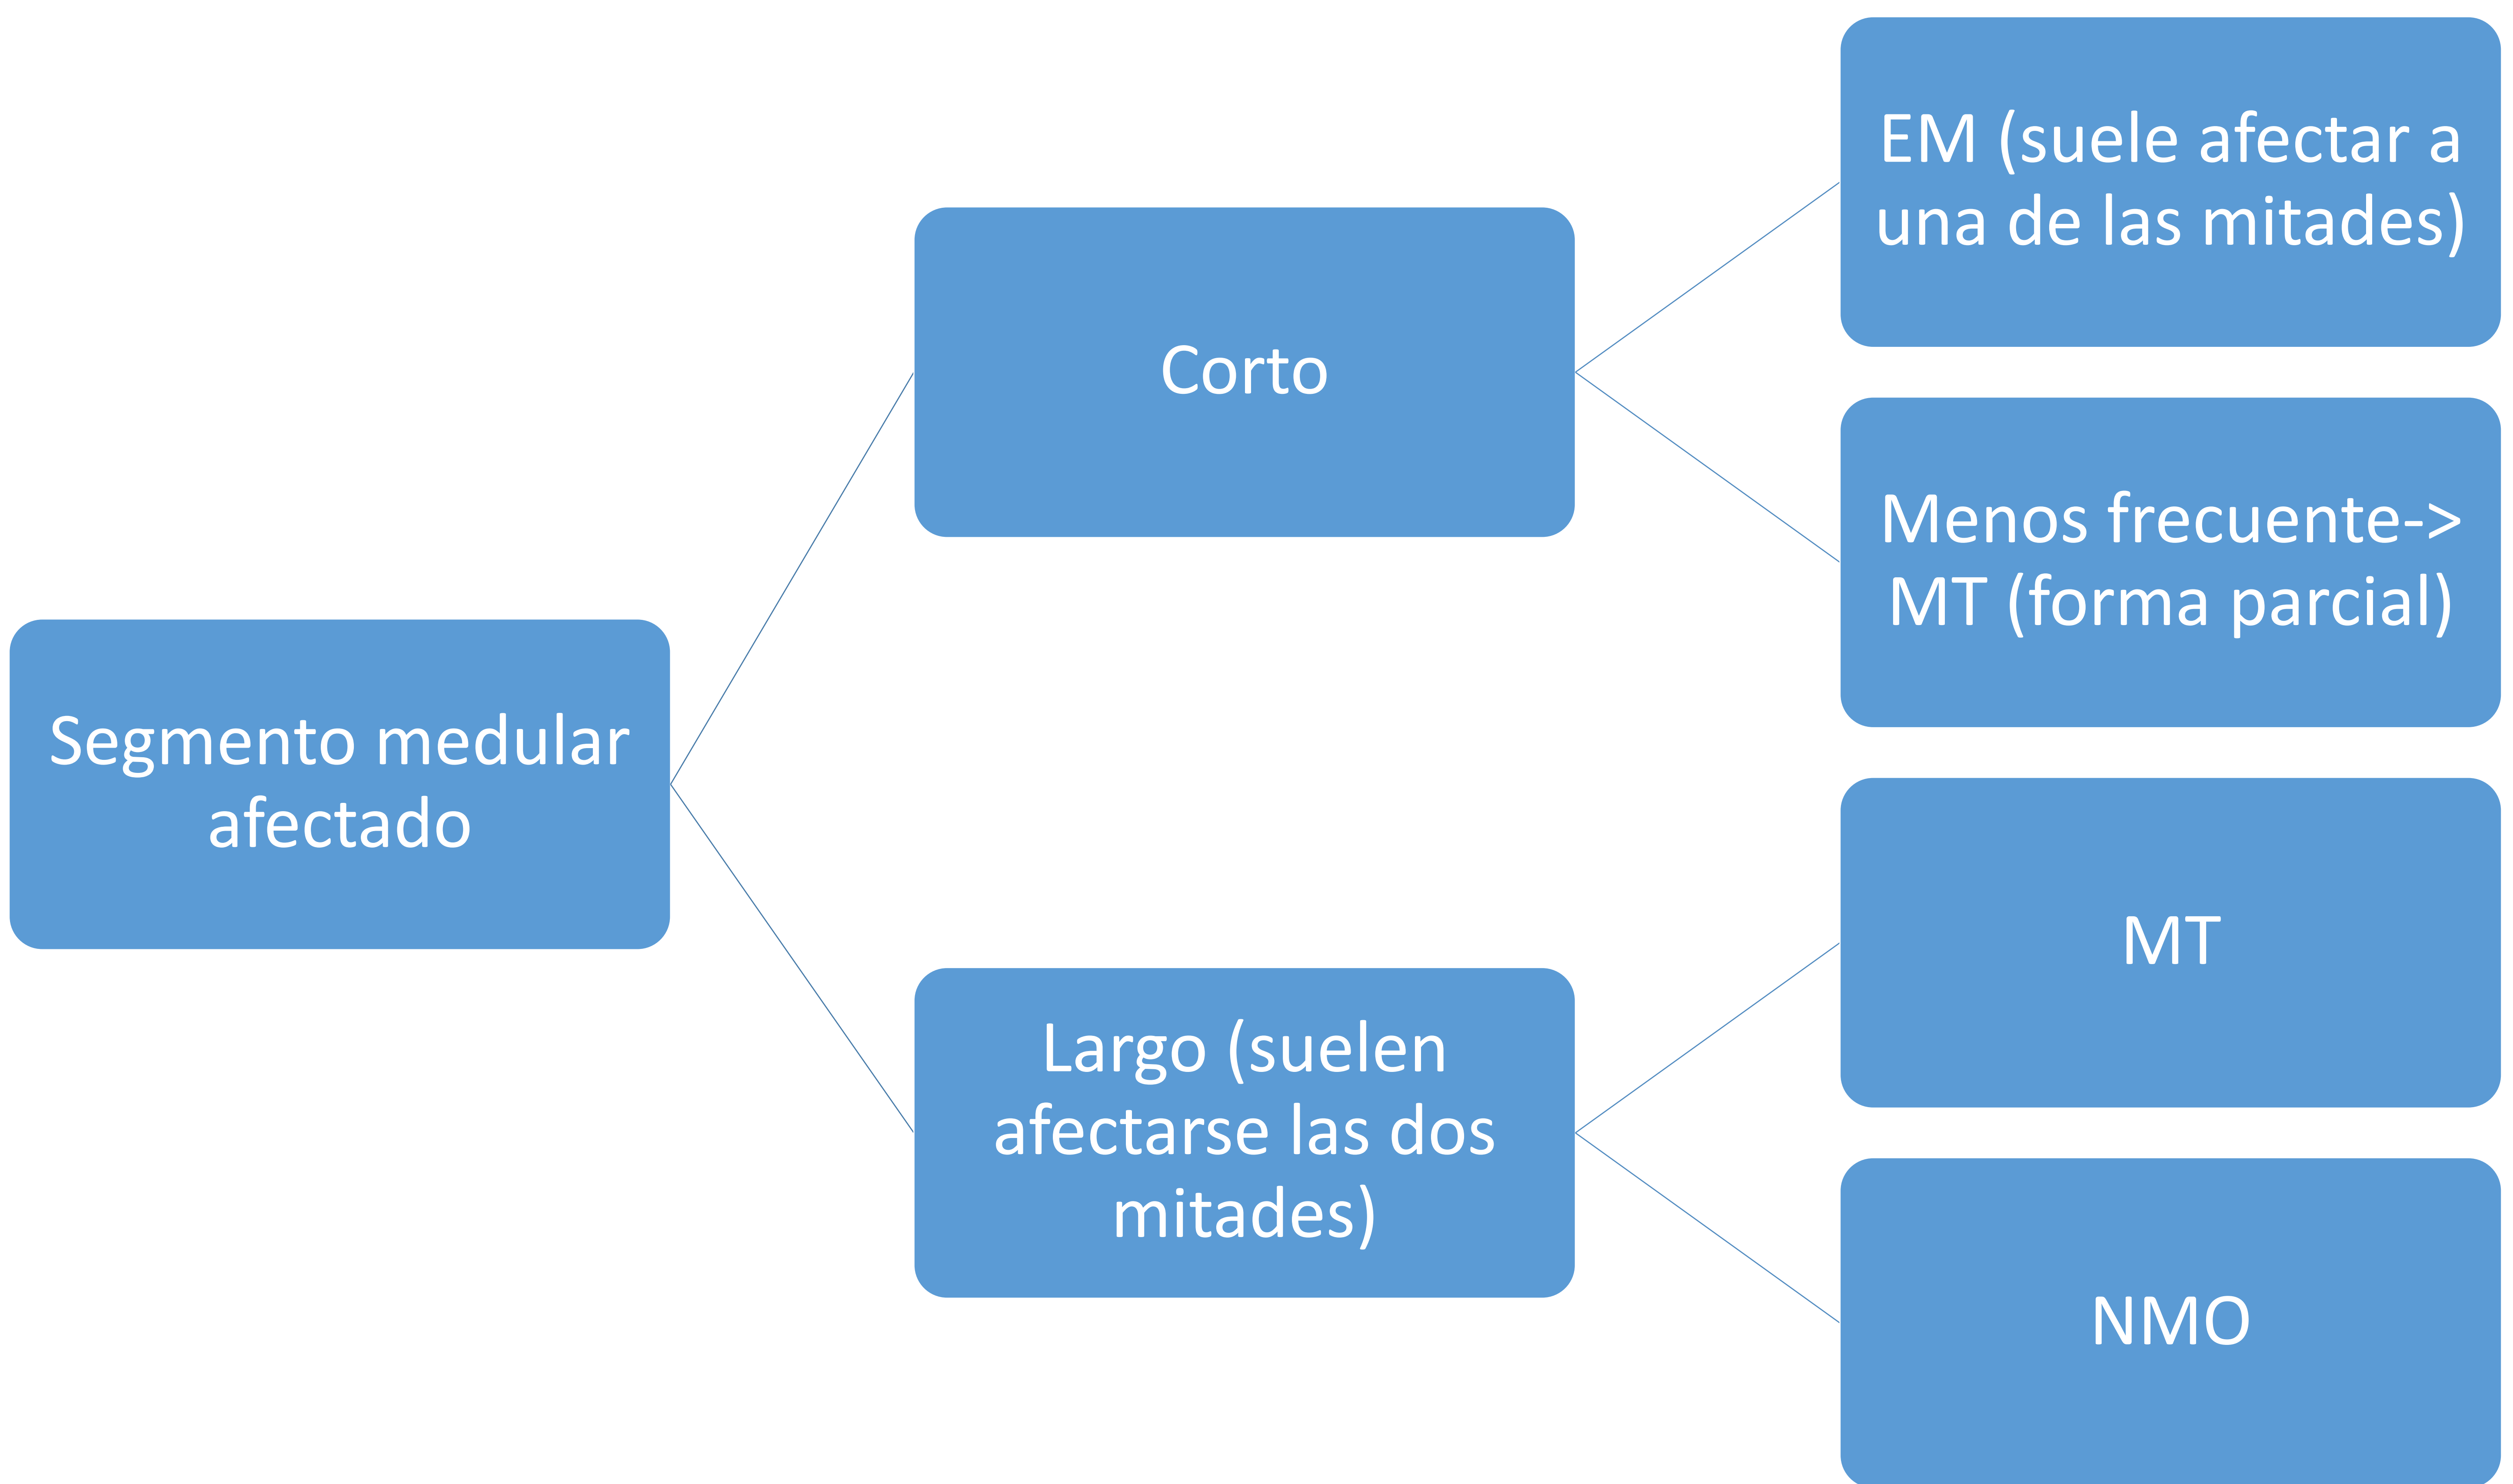 Segmento medular
afectado
Corto
Largo (suelen
afectarse las dos
mitades)
EM (suele afectar a
una de las mitades)
Menos frecuente->
MT (forma parcial)
MT
NMO